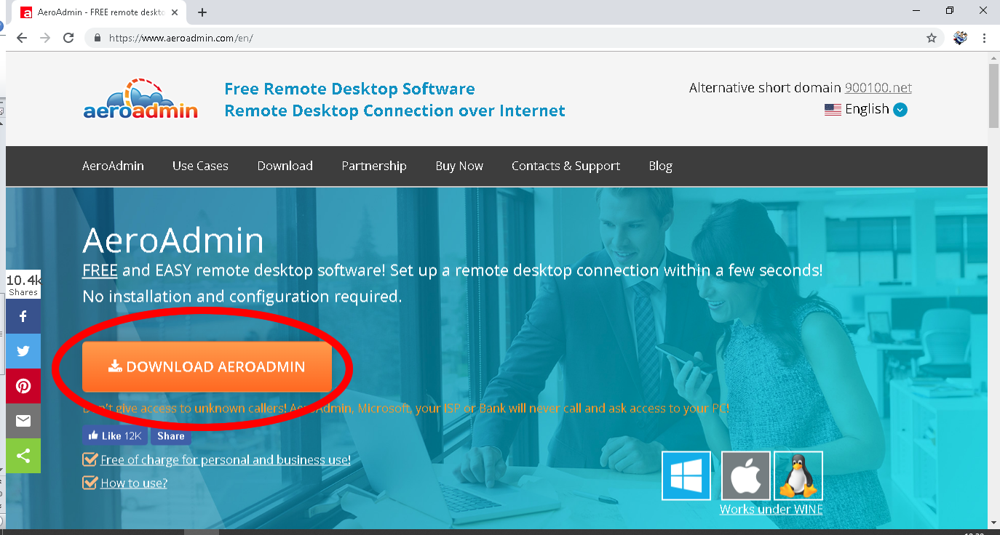 AeroAdmin - FREE remote deskto
https://www.aeroadmin.com/en/
aeroadmin
Free Remote Desktop Software
Remote Desktop Connection over Internet
Alternative short domain 900100.net
English
AeroAdmin Use Cases Download Partnership Buy Now Contacts & Support Blog
AeroAdmin
FREE and EASY remote desktop software! Set up a remote desktop connection within a few seconds!
No installation and configuration required.
10.4k
Shares
DOWNLOAD AEROADMIN
Don't give access to unknown callers! AeroAdmin, Microsoft, your ISP or Bank will never call and ask access to your PC!
Like 12K Share
Free of charge for personal and business use!
How to use?
Works under WINE